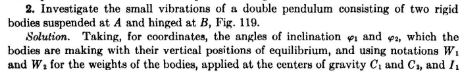 2. Investigate the small vibrations of a double pendulum consisting of two rigid
bodies suspended at A and hinged at B, Fig. 119.
Solution. Taking, for coordinates, the angles of inclination φ₁ and φ₂, which the
bodies are making with their vertical positions of equilibrium, and using notations W₁
and W₂ for the weights of the bodies, applied at the centers of gravity C₁ and C₂, and I₁